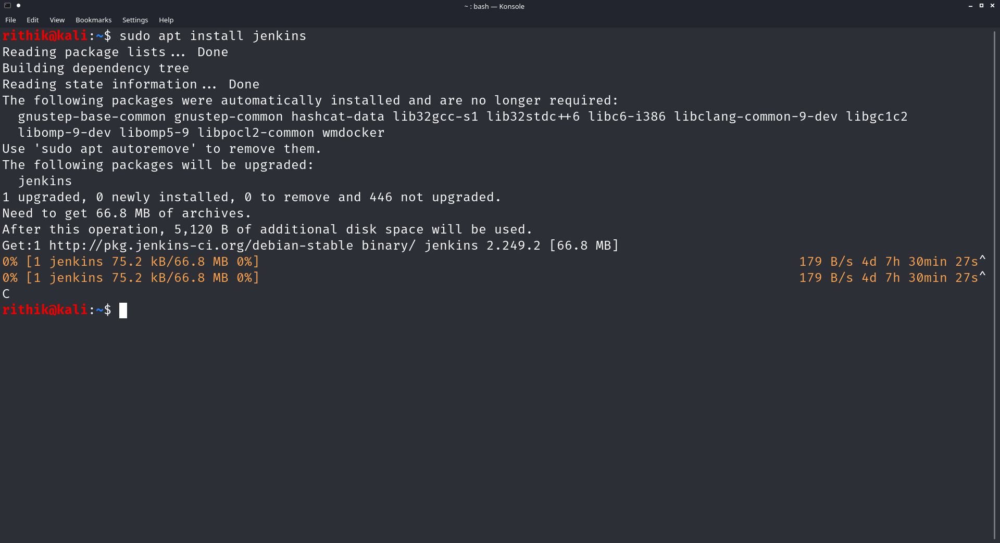 ~ : bash — Konsole
File Edit View Bookmarks Settings Help
rithik@kali:~$ sudo apt install jenkins
Reading package lists... Done
Building dependency tree
Reading state information... Done
The following packages were automatically installed and are no longer required:
  gnustep-base-common gnustep-common hashcat-data lib32gcc-s1 lib32stdc++6 libc6-i386 libclang-common-9-dev libgc1c2
  libomp-9-dev libomp5-9 libpocl2-common wmdocker
Use 'sudo apt autoremove' to remove them.
The following packages will be upgraded:
  jenkins
1 upgraded, 0 newly installed, 0 to remove and 446 not upgraded.
Need to get 66.8 MB of archives.
After this operation, 5,120 B of additional disk space will be used.
Get:1 http://pkg.jenkins-ci.org/debian-stable binary/ jenkins 2.249.2 [66.8 MB]
0% [1 jenkins 75.2 kB/66.8 MB 0%] 179 B/s 4d 7h 30min 27s^
0% [1 jenkins 75.2 kB/66.8 MB 0%] 179 B/s 4d 7h 30min 27s^
C
rithik@kali:~$